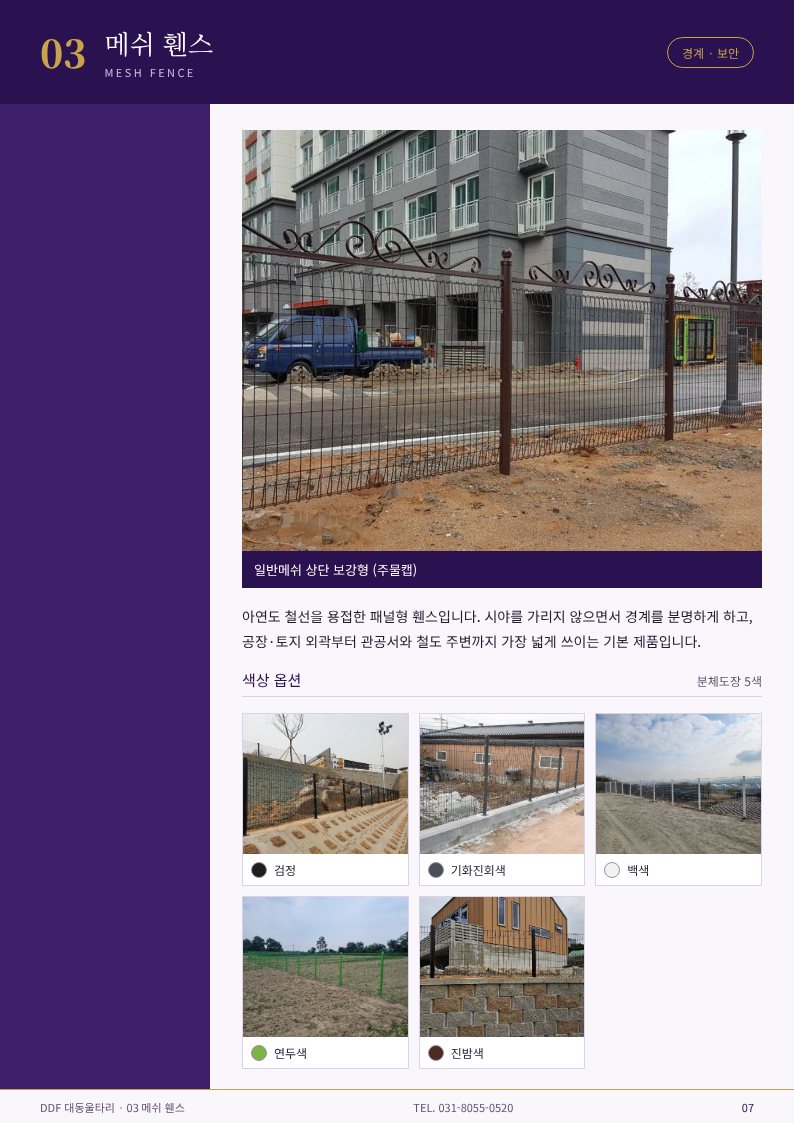 03
메쉬 휀스
MESH FENCE
경계 · 보안
일반메쉬 상단 보강형 (주물캡)
아연도 철선을 용접한 패널형 휀스입니다. 시야를 가리지 않으면서 경계를 분명하게 하고,
공장·토지 외곽부터 관공서와 철도 주변까지 가장 넓게 쓰이는 기본 제품입니다.
색상 옵션
분체도장 5색
검정
기화진회색
백색
연두색
진밤색
DDF 대동울타리 · 03 메쉬 휀스
TEL. 031-8055-0520
07